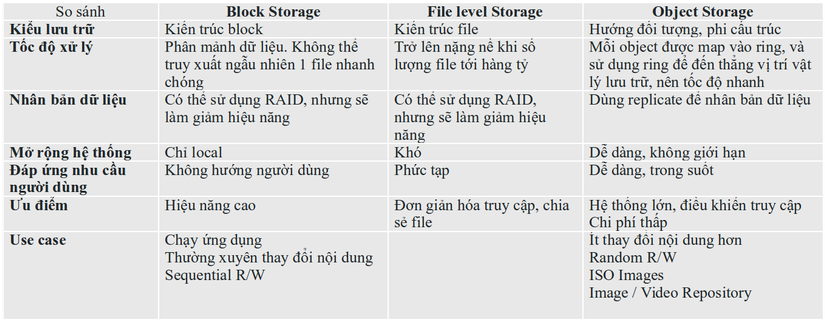 So sánh
Block Storage
File level Storage
Object Storage
Kiểu lưu trữ
Kiến trúc block
Kiến trúc file
Hướng đối tượng, phi cấu trúc
Tốc độ xử lý
Phân mảnh dữ liệu. Không thể
truy xuất ngẫu nhiên 1 file nhanh
chóng
Trở lên nặng nề khi số
lượng file tới hàng tỷ
Mỗi object được map vào ring, và
sử dụng ring để đến thẳng vị trí vật
lý lưu trữ, nên tốc độ nhanh
Nhân bản dữ liệu
Có thể sử dụng RAID, nhưng sẽ
làm giảm hiệu năng
Có thể sử dụng RAID,
nhưng sẽ làm giảm hiệu
năng
Dùng replicate để nhân bản dữ liệu
Mở rộng hệ thống
Chỉ local
Khó
Dễ dàng, không giới hạn
Đáp ứng nhu cầu
người dùng
Không hướng người dùng
Phức tạp
Dễ dàng, trong suốt
Ưu điểm
Hiệu năng cao
Đơn giản hóa truy cập, chia
sẻ file
Hệ thống lớn, điều khiển truy cập
Chi phí thấp
Use case
Chạy ứng dụng
Thường xuyên thay đổi nội dung
Sequential R/W
Ít thay đổi nội dung hơn
Random R/W
ISO Images
Image / Video Repository